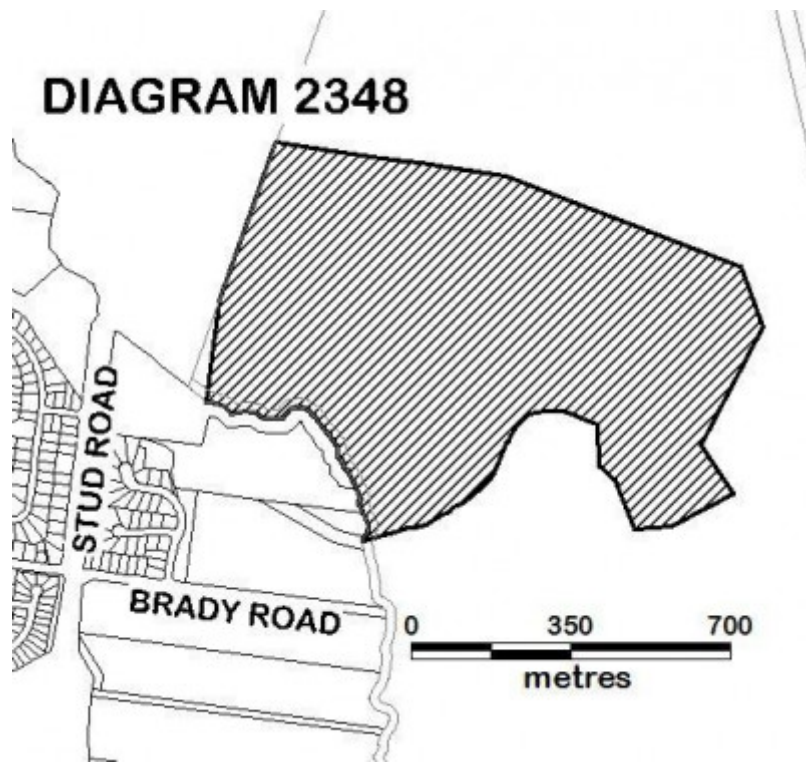 DIAGRAM 2348
STUD ROAD
BRADY ROAD
0 350 700
metres